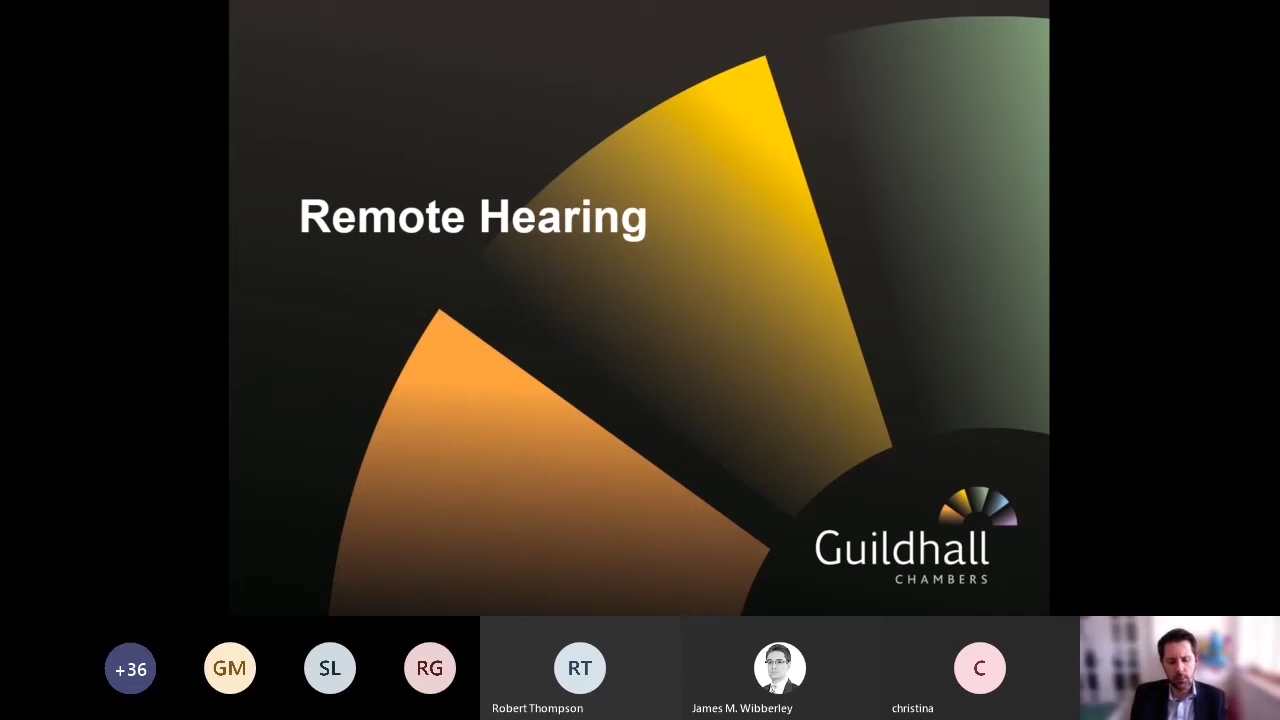 Remote Hearing
Guildhall
CHAMBERS
+36
GM
SL
RG
RT
C
Robert Thompson
James M. Wibberley
christina